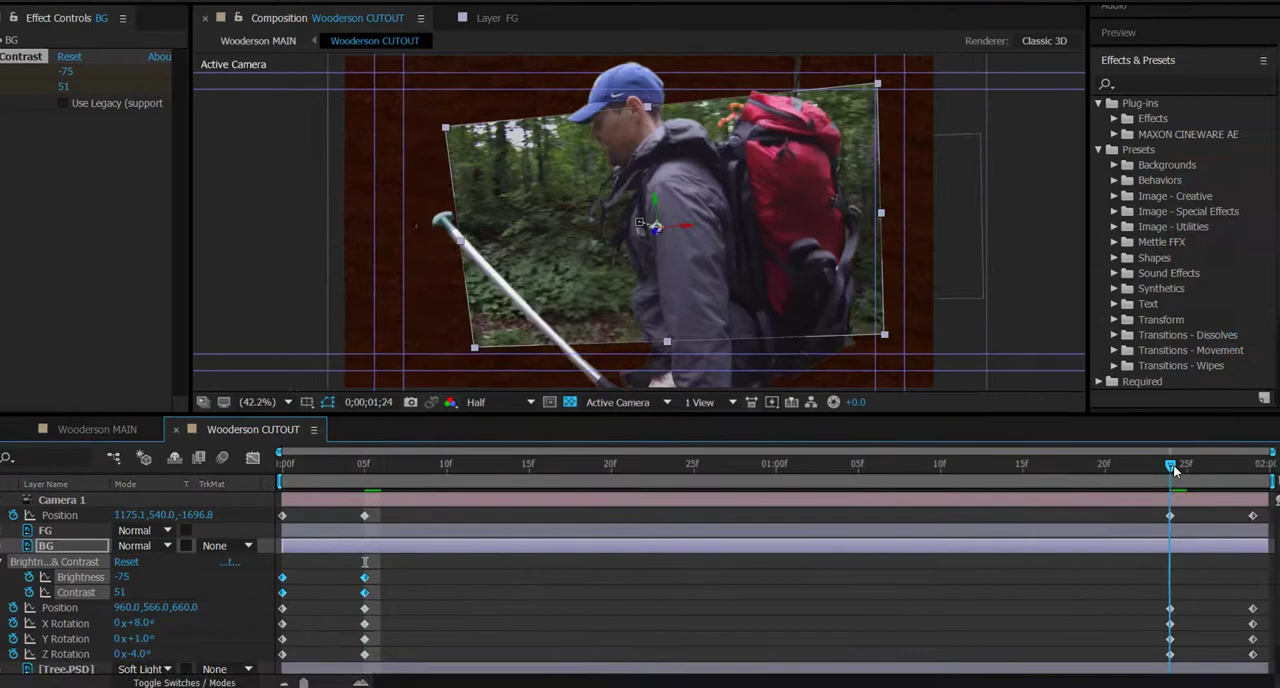 Effect Controls BG
Composition Wooderson CUTOUT
Layer FG
BG
Contrast Reset Abou
-75
51
Use Legacy (support
Wooderson MAIN
Wooderson CUTOUT
Renderer: Classic 3D
Active Camera
Audio
Preview
Effects & Presets
Plug-ins
Effects
MAXON CINEWARE AE
Presets
Backgrounds
Behaviors
Image - Creative
Image - Special Effects
Image - Utilities
Mettle FFX
Shapes
Sound Effects
Synthetics
Text
Transform
Transitions - Dissolves
Transitions - Movement
Transitions - Wipes
Required
(42.2%) 0;00;01;24 Half Active Camera 1 View +0.0
Wooderson MAIN
Wooderson CUTOUT
:00f 05f 10f 15f 20f 25f 01:00f 05f 10f 15f 20f 25f 02:0
Layer Name Mode T TrkMat
Camera 1
Position 1175.1,540.0,-1696.8
FG Normal
BG Normal None
Brightn...& Contrast Reset ...t...
Brightness -75
Contrast 51
Position 960.0,566.0,660.0
X Rotation 0x+8.0°
Y Rotation 0x+1.0°
Z Rotation 0x-4.0°
[Tree.PSD] Soft Light None
Toggle Switches / Modes